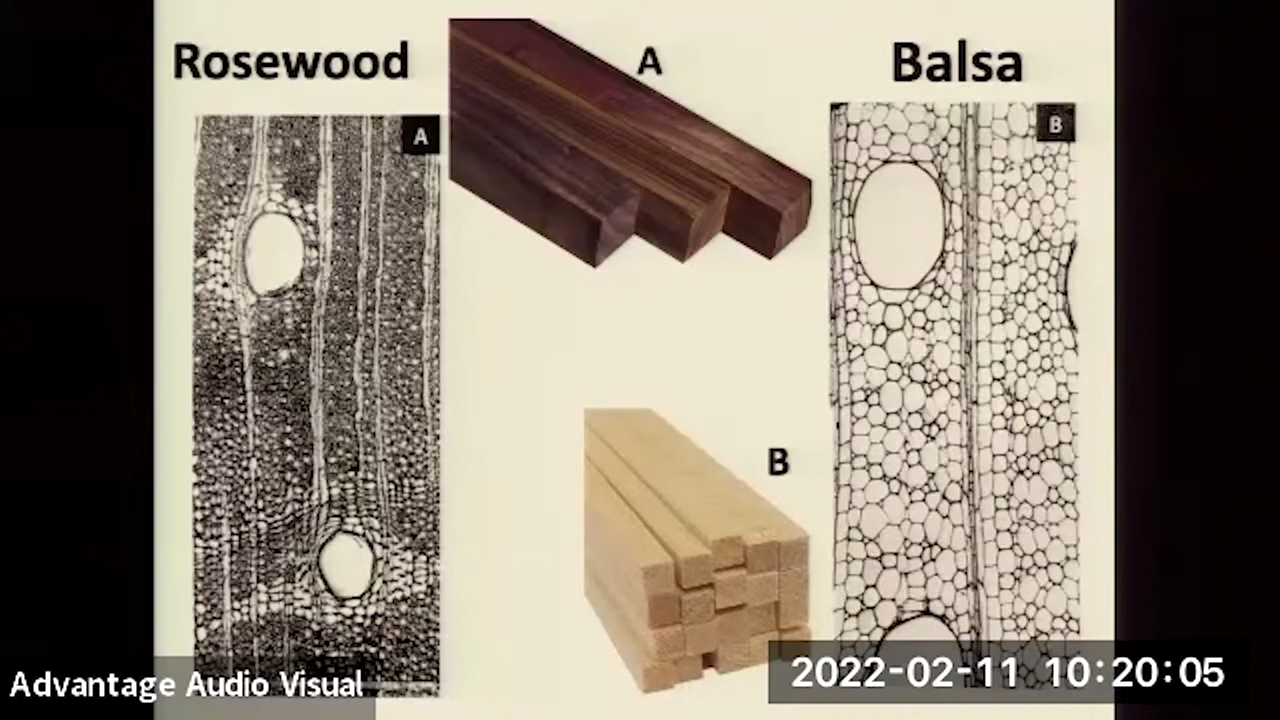 Rosewood
A
Balsa
A
B
B
Advantage Audio Visual
2022-02-11 10:20:05